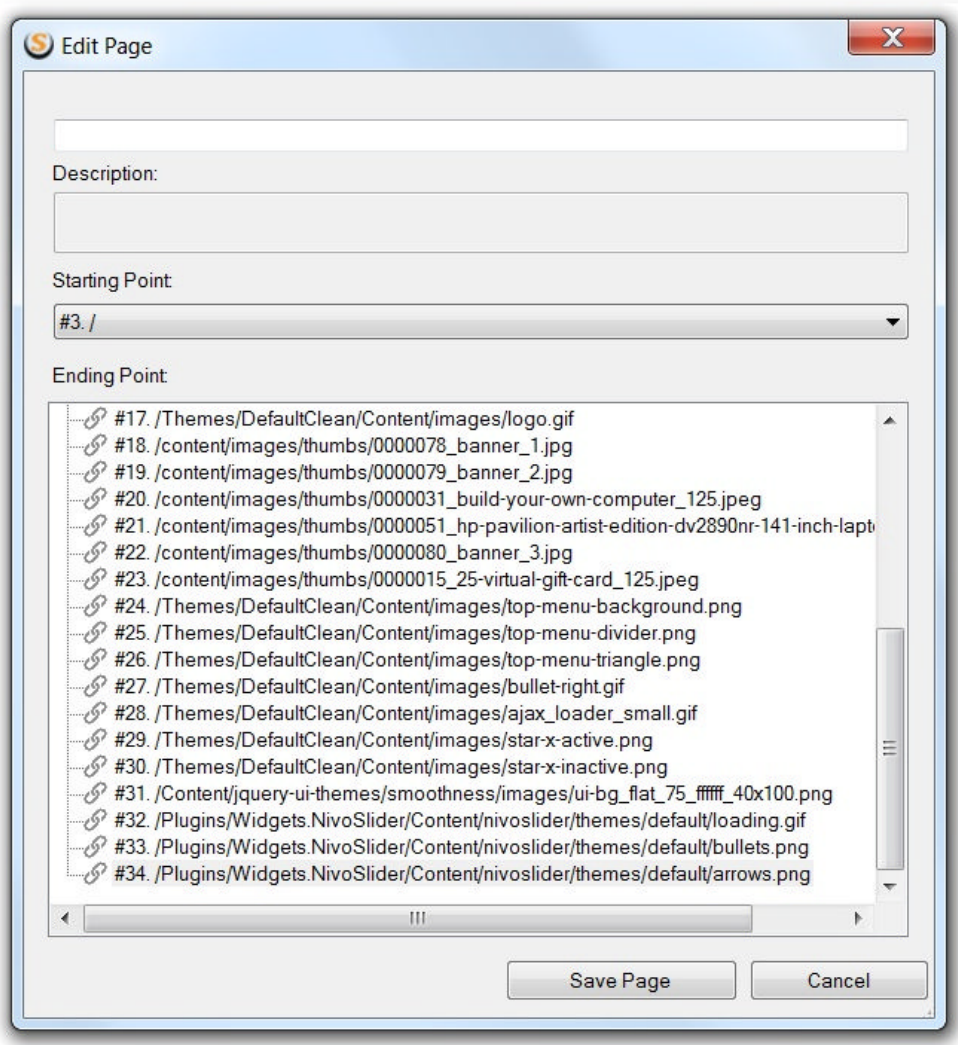 S Edit Page
X
Description:
Starting Point:
#3. /
Ending Point:
#17. /Themes/DefaultClean/Content/images/logo.gif
#18. /content/images/thumbs/0000078_banner_1.jpg
#19. /content/images/thumbs/0000079_banner_2.jpg
#20. /content/images/thumbs/0000031_build-your-own-computer_125.jpeg
#21. /content/images/thumbs/0000051_hp-pavilion-artist-edition-dv2890nr-141-inch-lapt
#22. /content/images/thumbs/0000080_banner_3.jpg
#23. /content/images/thumbs/0000015_25-virtual-gift-card_125.jpeg
#24. /Themes/DefaultClean/Content/images/top-menu-background.png
#25. /Themes/DefaultClean/Content/images/top-menu-divider.png
#26. /Themes/DefaultClean/Content/images/top-menu-triangle.png
#27. /Themes/DefaultClean/Content/images/bullet-right.gif
#28. /Themes/DefaultClean/Content/images/ajax_loader_small.gif
#29. /Themes/DefaultClean/Content/images/star-x-active.png
#30. /Themes/DefaultClean/Content/images/star-x-inactive.png
#31. /Content/jquery-ui-themes/smoothness/images/ui-bg_flat_75_ffffff_40x100.png
#32. /Plugins/Widgets.NivoSlider/Content/nivoslider/themes/default/loading.gif
#33. /Plugins/Widgets.NivoSlider/Content/nivoslider/themes/default/bullets.png
#34. /Plugins/Widgets.NivoSlider/Content/nivoslider/themes/default/arrows.png
Save Page
Cancel